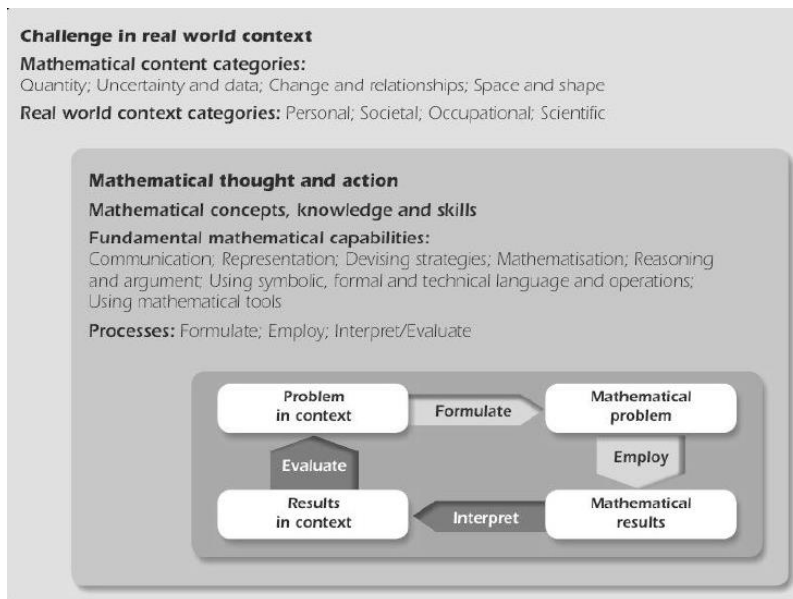 Challenge in real world context
Mathematical content categories:
Quantity; Uncertainty and data; Change and relationships; Space and shape
Real world context categories: Personal; Societal; Occupational; Scientific
Mathematical thought and action
Mathematical concepts, knowledge and skills
Fundamental mathematical capabilities:
Communication; Representation; Devising strategies; Mathematisation; Reasoning
and argument; Using symbolic, formal and technical language and operations;
Using mathematical tools
Processes: Formulate; Employ; Interpret/Evaluate
Problem
in context
Formulate
Mathematical
problem
Employ
Evaluate
Results
in context
Interpret
Mathematical
results